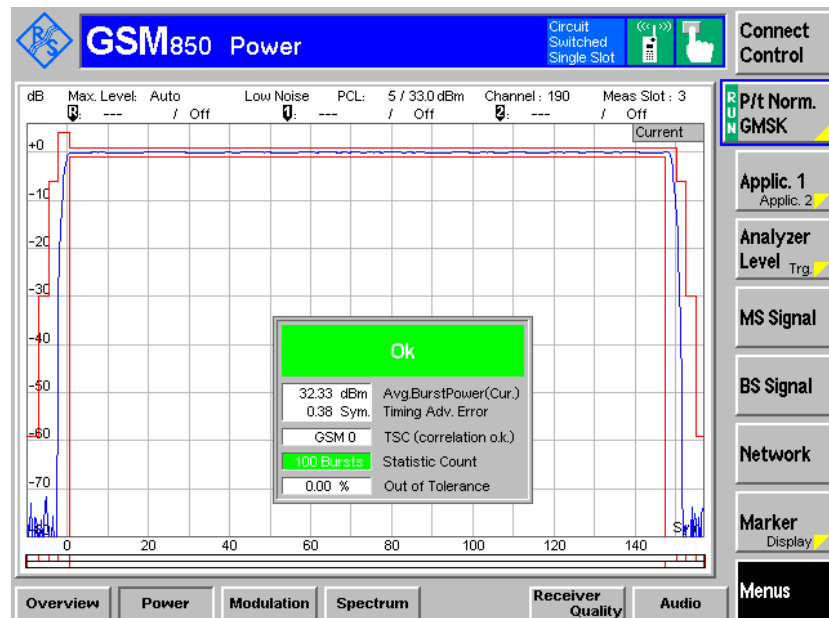 R S
GSM850 Power
Circuit
Switched
Single Slot
Connect
Control
dB Max. Level: Auto Low Noise PCL: 5 / 33.0 dBm Channel : 190 Meas Slot : 3
R: --- / Off 1: --- / Off 2: --- / Off
Current
RUN
P/t Norm.
GMSK
+0
-10
-20
-30
-40
-50
-60
-70
Applic. 1
Applic. 2
Analyzer
Level Trg.
MS Signal
BS Signal
Network
Marker
Display
Menus
Ok
32.33 dBm Avg.BurstPower(Cur.)
0.38 Sym. Timing Adv. Error
GSM 0 TSC (correlation o.k.)
100 Bursts Statistic Count
0.00 % Out of Tolerance
0 20 40 60 80 100 120 140
Overview Power Modulation Spectrum Receiver Quality Audio